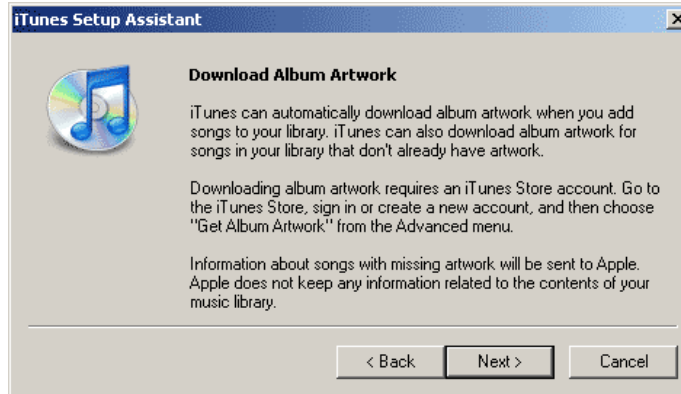 iTunes Setup Assistant
Download Album Artwork
iTunes can automatically download album artwork when you add
songs to your library. iTunes can also download album artwork for
songs in your library that don't already have artwork.
Downloading album artwork requires an iTunes Store account. Go to
the iTunes Store, sign in or create a new account, and then choose
"Get Album Artwork" from the Advanced menu.
Information about songs with missing artwork will be sent to Apple.
Apple does not keep any information related to the contents of your
music library.
< Back Next > Cancel